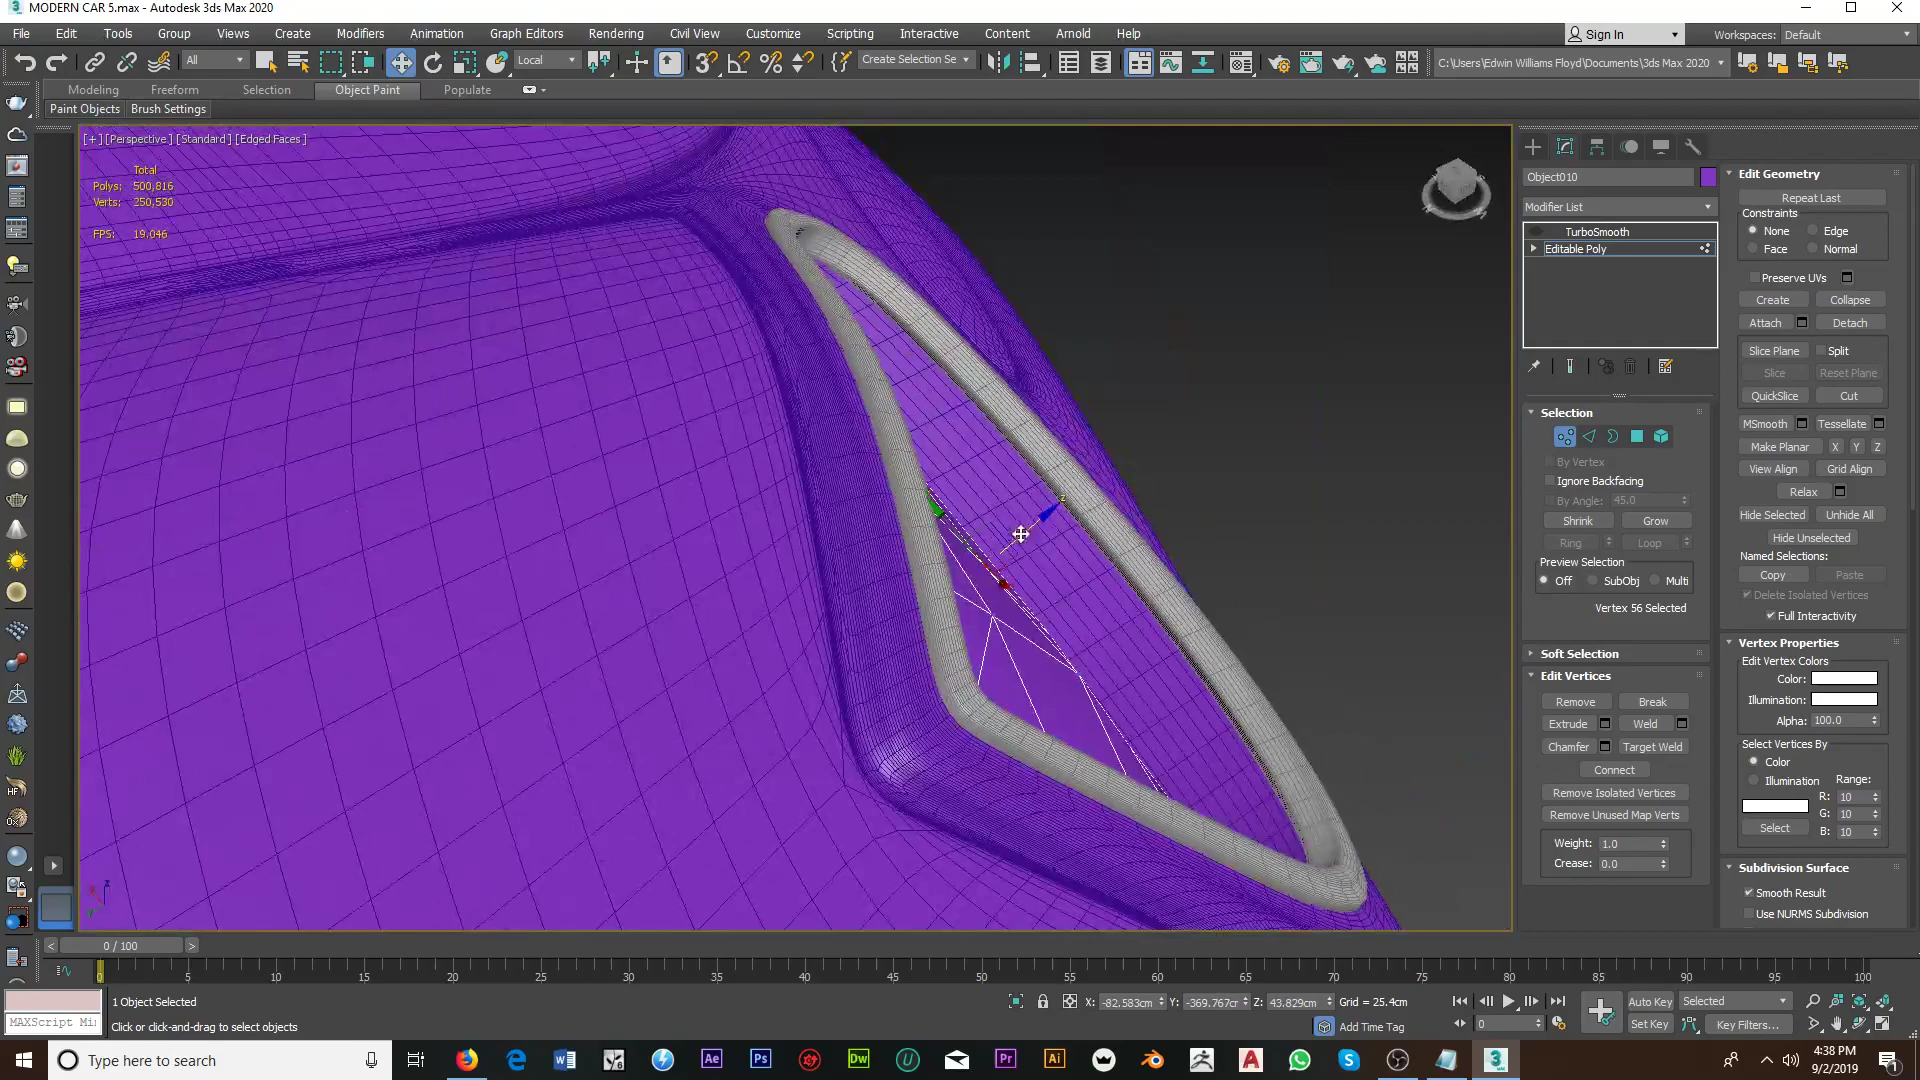 MODERN CAR 5.max - Autodesk 3ds Max 2020
File Edit Tools Group Views Create Modifiers Animation Graph Editors Rendering Civil View Customize Scripting Interactive Content Arnold Help
Sign In
Workspaces: Default
All
Local
Create Selection Se
C:\Users\Edwin Williams Floyd\Documents\3ds Max 2020
Modeling Freeform Selection Object Paint Populate
Paint Objects Brush Settings
[+] [Perspective] [Standard] [Edged Faces]
Total
Polys: 500,816
Verts: 250,530
FPS: 19.046
Object010
Modifier List
TurboSmooth
Editable Poly
Selection
By Vertex
Ignore Backfacing
By Angle: 45.0
Shrink Grow
Ring Loop
Preview Selection
Off SubObj Multi
Vertex 56 Selected
Soft Selection
Edit Vertices
Remove Break
Extrude Weld
Chamfer Target Weld
Connect
Remove Isolated Vertices
Remove Unused Map Verts
Weight: 1.0
Crease: 0.0
Edit Geometry
Repeat Last
Constraints
None Edge
Face Normal
Preserve UVs
Create Collapse
Attach Detach
Slice Plane Split
Slice Reset Plane
QuickSlice Cut
MSmooth Tessellate
Make Planar X Y Z
View Align Grid Align
Relax
Hide Selected Unhide All
Hide Unselected
Named Selections:
Copy Paste
Delete Isolated Vertices
Full Interactivity
Vertex Properties
Edit Vertex Colors
Color:
Illumination:
Alpha: 100.0
Select Vertices By
Color
Illumination Range:
R: 10
G: 10
Select B: 10
Subdivision Surface
Smooth Result
Use NURMS Subdivision
0 / 100
0 5 10 15 20 25 30 35 40 45 50 55 60 65 70 75 80 85 90 95 100
1 Object Selected
X: -82.583cm Y: -369.767cm Z: 43.829cm Grid = 25.4cm
Auto Key Selected
MAXScript Mi
Click or click-and-drag to select objects
Add Time Tag
0
Set Key Key Filters...
Type here to search
4:38 PM
9/2/2019